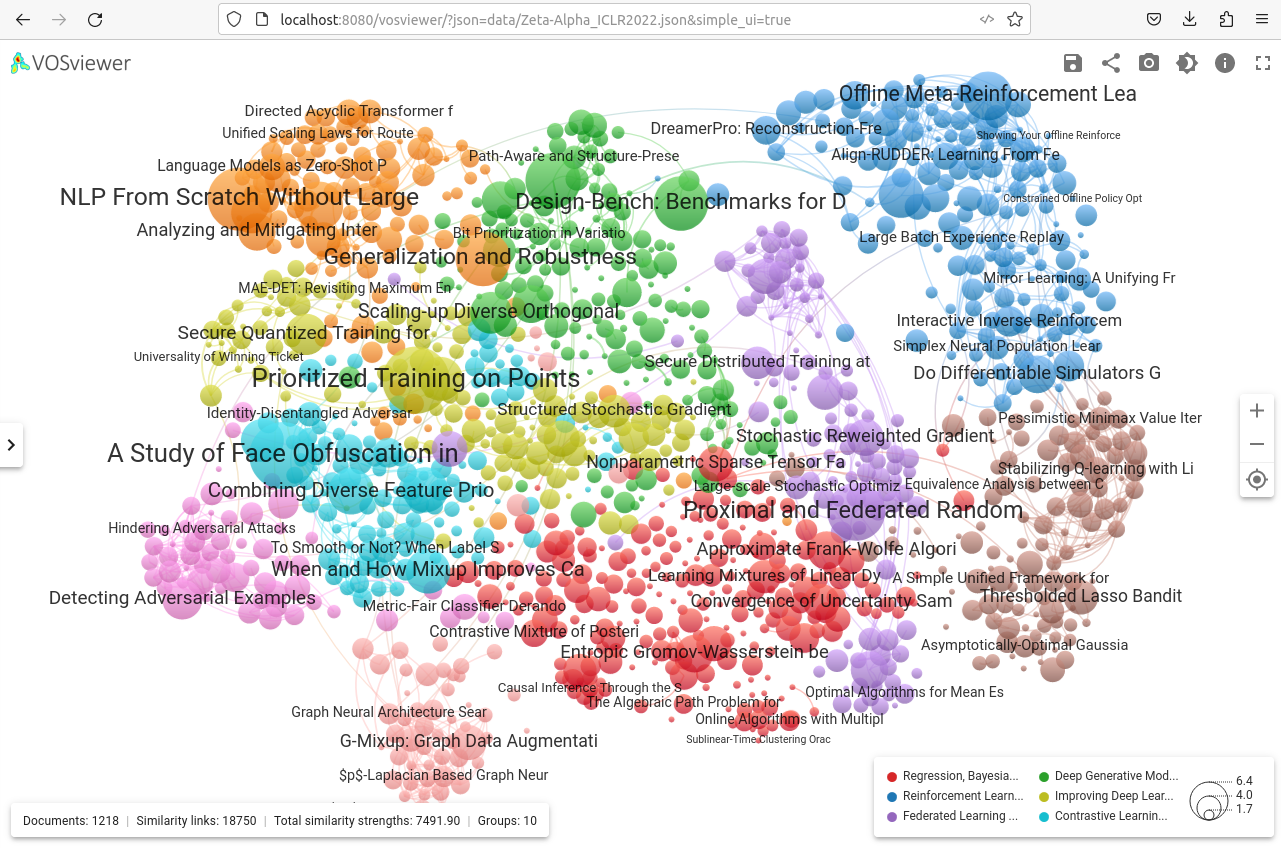 localhost:8080/vosviewer/?json=data/Zeta-Alpha_ICLR2022.json&simple_ui=true
VOSviewer
Offline Meta-Reinforcement Lea
Directed Acyclic Transformer f
Unified Scaling Laws for Route
DreamerPro: Reconstruction-Fre
Showing Your Offline Reinforce
Path-Aware and Structure-Prese
Align-RUDDER: Learning From Fe
Language Models as Zero-Shot P
NLP From Scratch Without Large
Design-Bench: Benchmarks for D
Constrained Offline Policy Opt
Analyzing and Mitigating Inter
Bit Prioritization in Variatio
Large Batch Experience Replay
Generalization and Robustness
Mirror Learning: A Unifying Fr
MAE-DET: Revisiting Maximum En
Scaling-up Diverse Orthogonal
Interactive Inverse Reinforcem
Secure Quantized Training for
Simplex Neural Population Lear
Universality of Winning Ticket
Secure Distributed Training at
Do Differentiable Simulators G
Prioritized Training on Points
Identity-Disentangled Adversar
Structured Stochastic Gradient
Pessimistic Minimax Value Iter
Stochastic Reweighted Gradient
A Study of Face Obfuscation in
Nonparametric Sparse Tensor Fa
Stabilizing Q-learning with Li
Combining Diverse Feature Prio
Large-scale Stochastic Optimiz
Equivalence Analysis between C
Proximal and Federated Random
Hindering Adversarial Attacks
To Smooth or Not? When Label S
Approximate Frank-Wolfe Algori
When and How Mixup Improves Ca
Learning Mixtures of Linear Dy
A Simple Unified Framework for
Detecting Adversarial Examples
Metric-Fair Classifier Derando
Convergence of Uncertainty Sam
Thresholded Lasso Bandit
Contrastive Mixture of Posteri
Entropic Gromov-Wasserstein be
Asymptotically-Optimal Gaussia
Causal Inference Through the S
Optimal Algorithms for Mean Es
The Algebraic Path Problem for
Graph Neural Architecture Sear
Online Algorithms with Multipl
G-Mixup: Graph Data Augmentati
Sublinear-Time Clustering Orac
$p$-Laplacian Based Graph Neur
Regression, Bayesia...
Reinforcement Learn...
Federated Learning ...
Deep Generative Mod...
Improving Deep Lear...
Contrastive Learnin...
6.4
4.0
1.7
Documents: 1218 | Similarity links: 18750 | Total similarity strengths: 7491.90 | Groups: 10